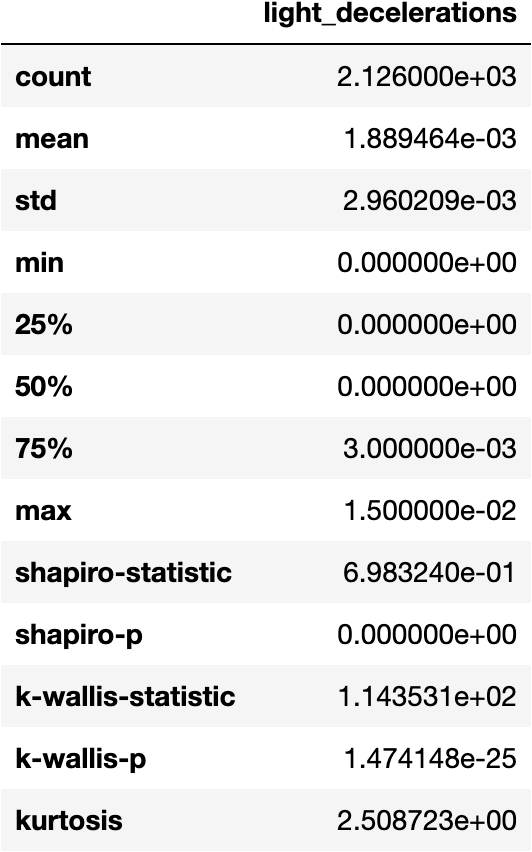 light_decelerations
count 2.126000e+03
mean 1.889464e-03
std 2.960209e-03
min 0.000000e+00
25% 0.000000e+00
50% 0.000000e+00
75% 3.000000e-03
max 1.500000e-02
shapiro-statistic 6.983240e-01
shapiro-p 0.000000e+00
k-wallis-statistic 1.143531e+02
k-wallis-p 1.474148e-25
kurtosis 2.508723e+00